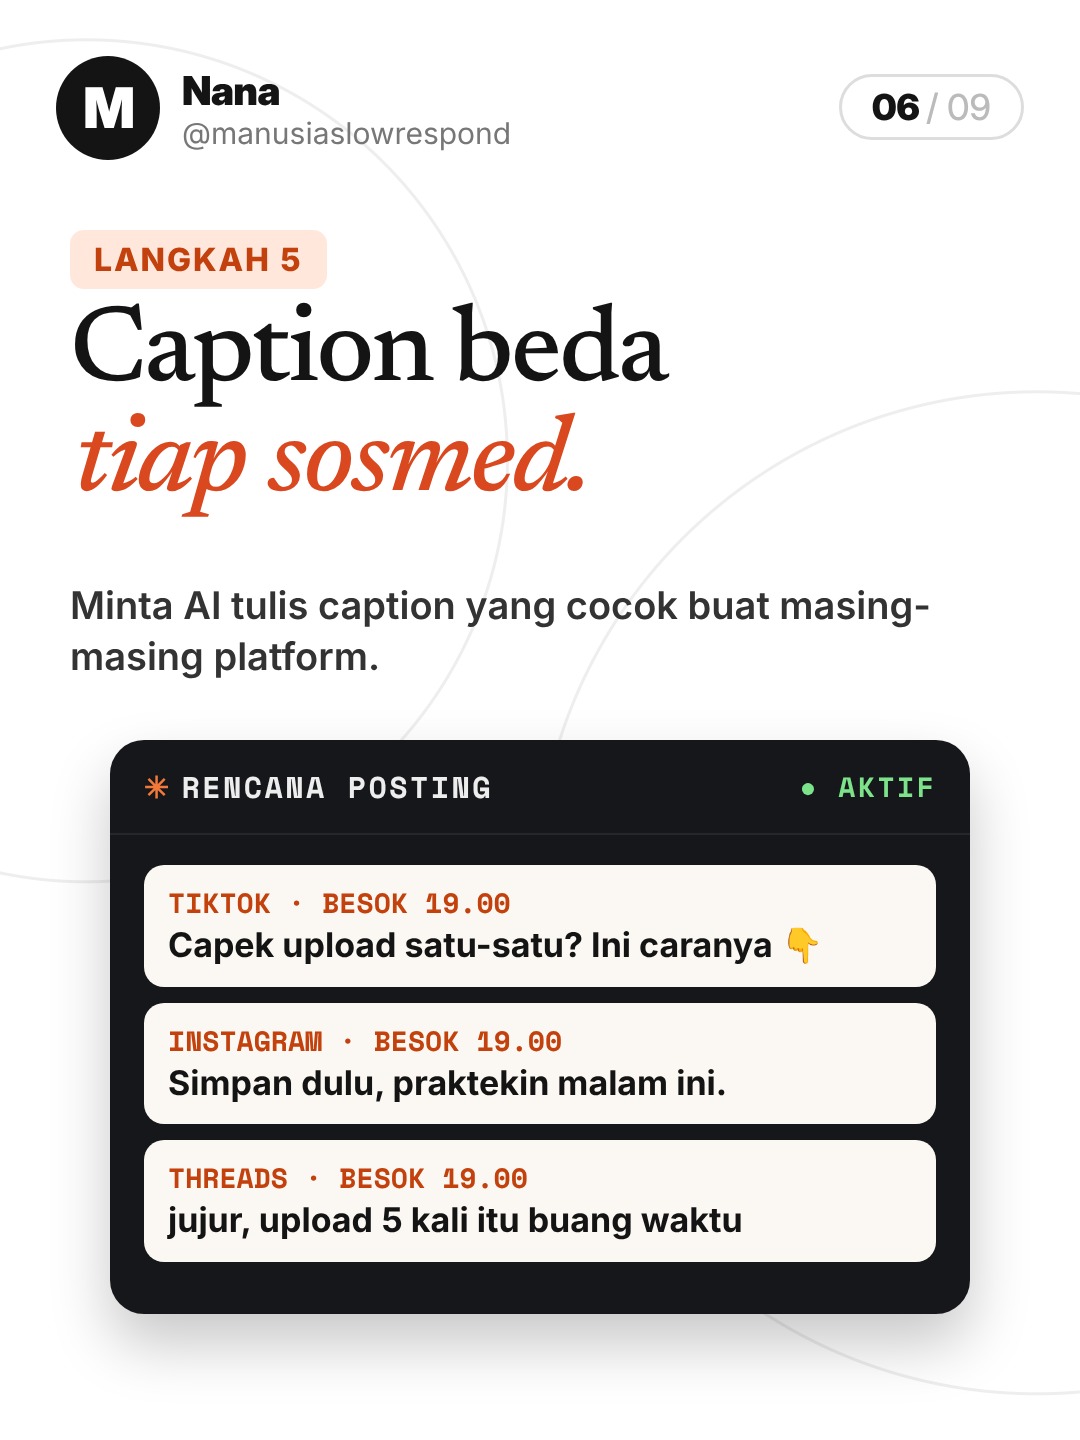 M
Nana
@manusiaslowrespond
06 / 09
LANGKAH 5
Caption beda
tiap sosmed.
Minta AI tulis caption yang cocok buat masing-
masing platform.
✳ RENCANA POSTING
● AKTIF
TIKTOK · BESOK 19.00
Capek upload satu-satu? Ini caranya 👇
INSTAGRAM · BESOK 19.00
Simpan dulu, praktekin malam ini.
THREADS · BESOK 19.00
jujur, upload 5 kali itu buang waktu